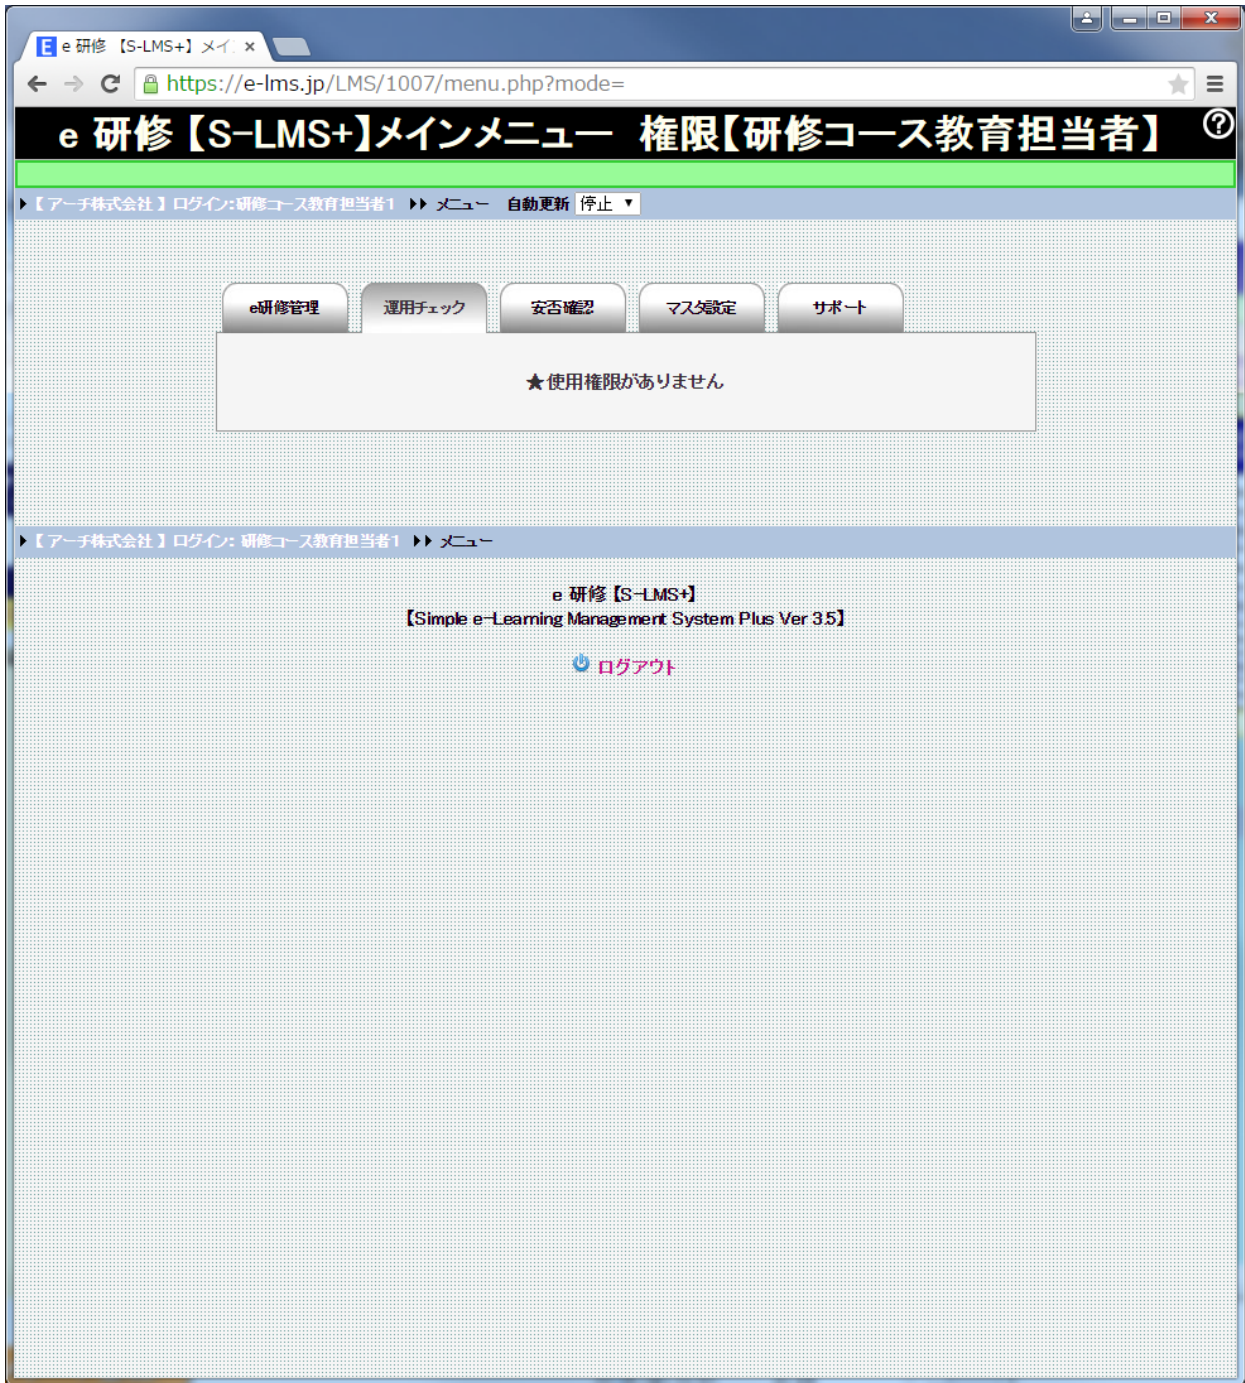 E e 研修 【S-LMS+】 メイ
https://e-lms.jp/LMS/1007/menu.php?mode=
e 研修 【S-LMS+】メインメニュー 権限【研修コース教育担当者】
【 アーチ株式会社 】 ログイン:研修コース教育担当者1 メニュー 自動更新 停止
e研修管理 運用チェック 安否確認 マスタ設定 サポート
★使用権限がありません
【 アーチ株式会社 】 ログイン: 研修コース教育担当者1 メニュー
e 研修 【S-LMS+】
【Simple e-Learning Management System Plus Ver 3.5】
ログアウト